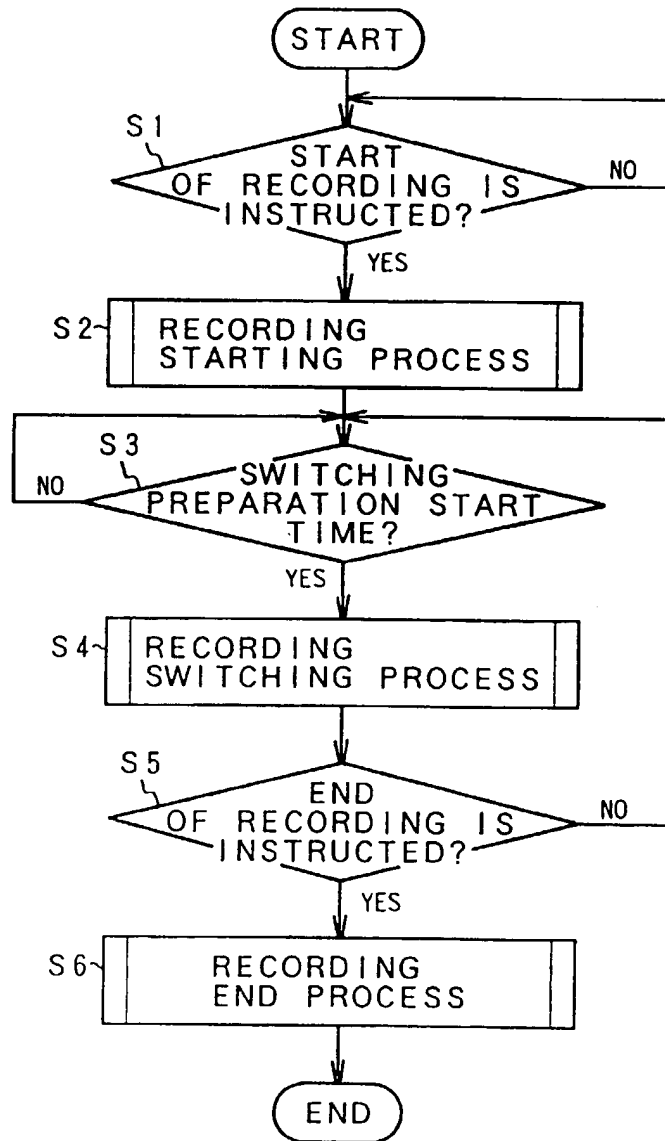 START
S1
START
OF RECORDING IS
INSTRUCTED?
NO
YES
S2
RECORDING
STARTING PROCESS
S3
SWITCHING
PREPARATION START
TIME?
NO
YES
S4
RECORDING
SWITCHING PROCESS
S5
END
OF RECORDING IS
INSTRUCTED?
NO
YES
S6
RECORDING
END PROCESS
END